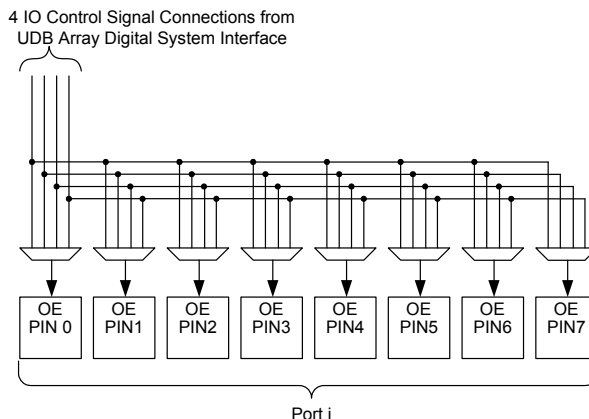 4 IO Control Signal Connections from
UDB Array Digital System Interface
OE OE OE OE OE OE OE OE
PIN 0 PIN1 PIN2 PIN3 PIN4 PIN5 PIN6 PIN7
Port i